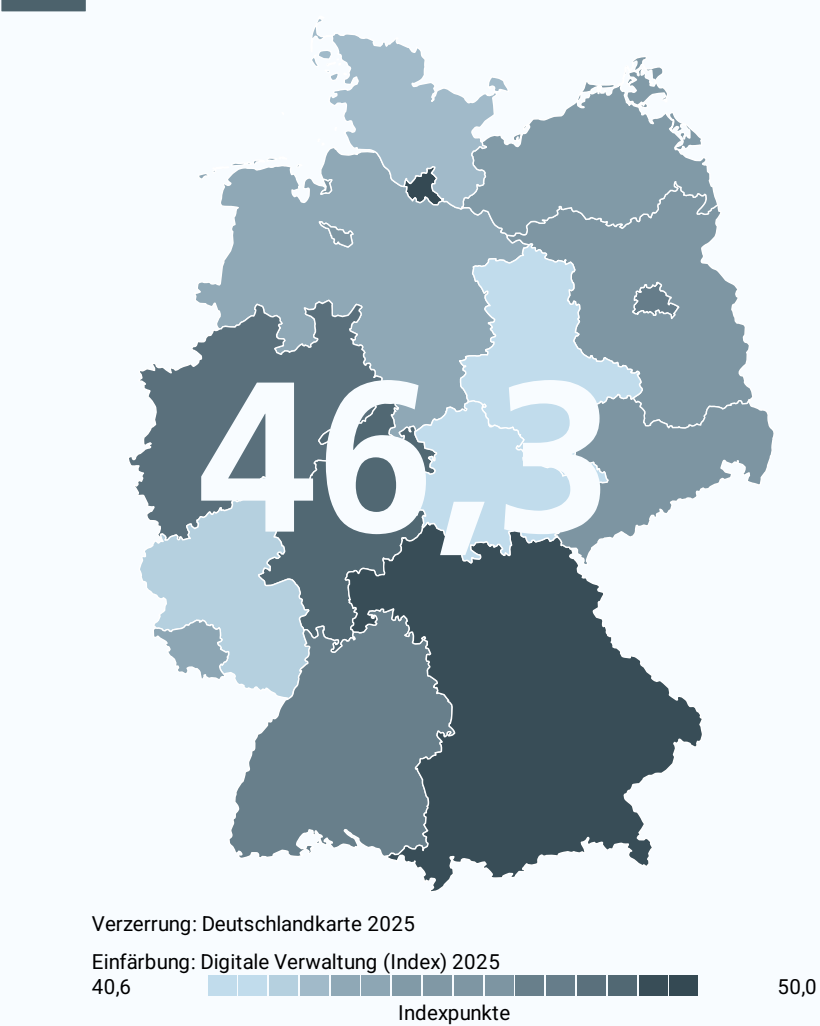 46,3
Verzerrung: Deutschlandkarte 2025
Einfärbung: Digitale Verwaltung (Index) 2025
40,6 50,0
Indexpunkte